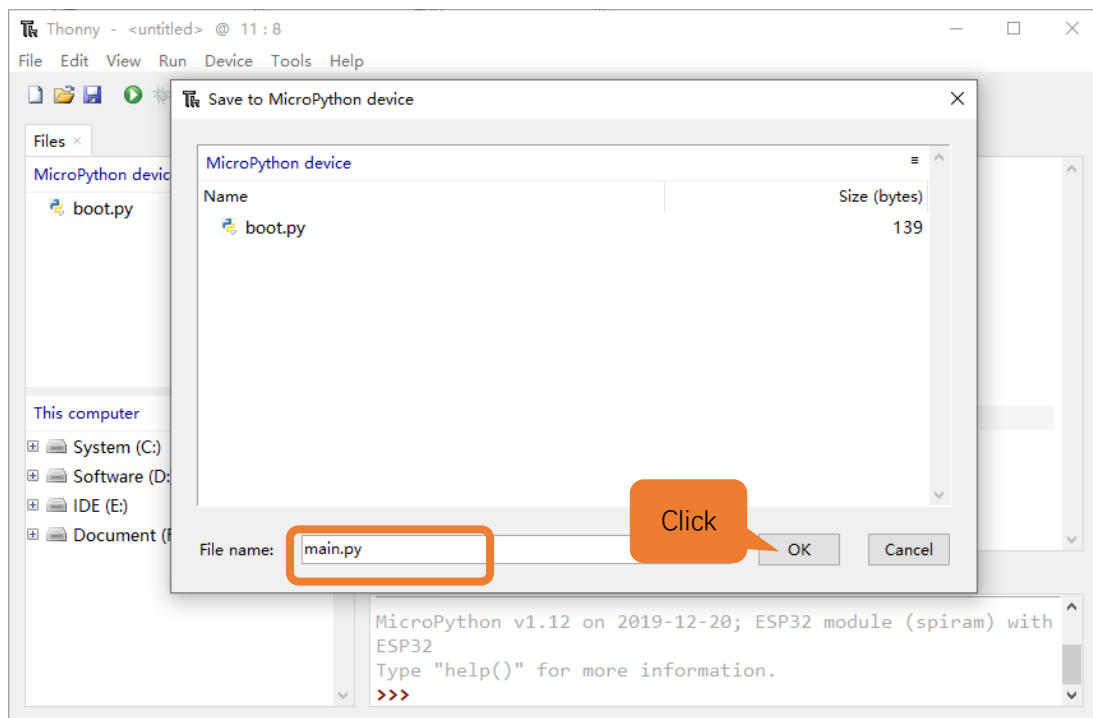 Thonny - <untitled> @ 11 : 8
File Edit View Run Device Tools Help
Save to MicroPython device
Files
MicroPython devic
boot.py
MicroPython device
Name Size (bytes)
boot.py 139
This computer
System (C:)
Software (D:
IDE (E:)
Document (F
File name: main.py
Click
OK Cancel
MicroPython v1.12 on 2019-12-20; ESP32 module (spiram) with
ESP32
Type "help()" for more information.
>>>